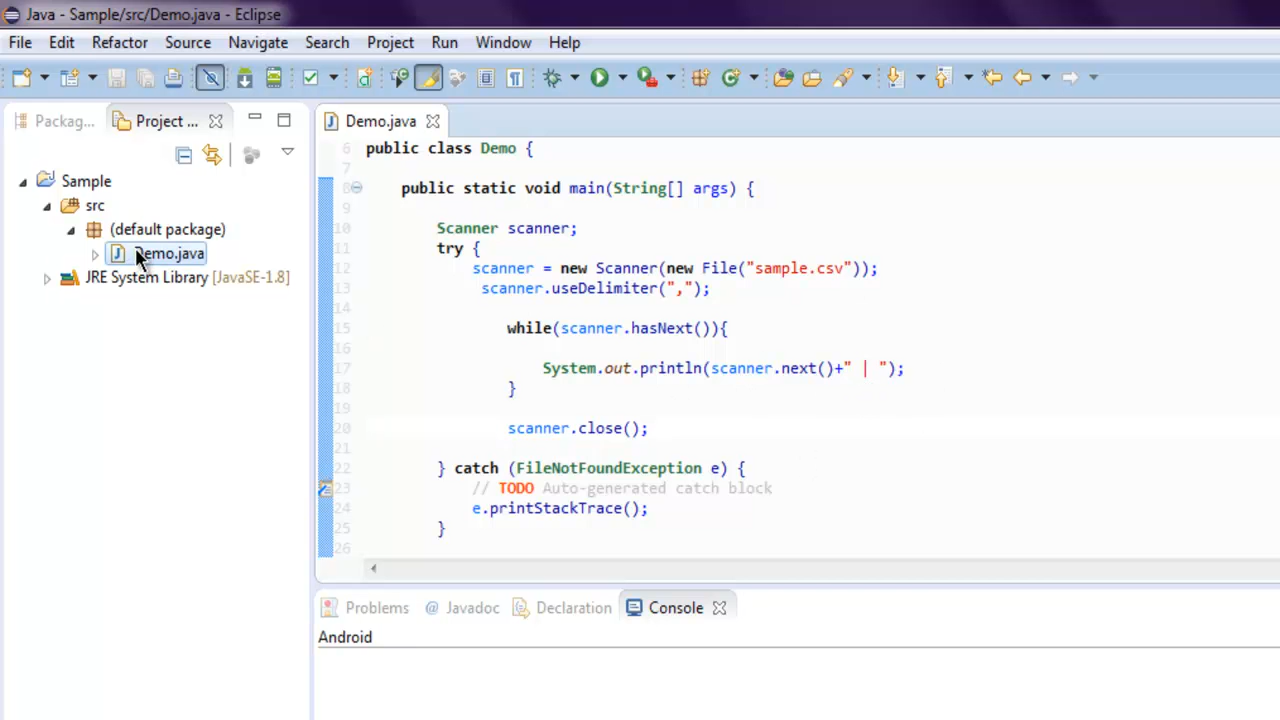 Java - Sample/src/Demo.java - Eclipse
File Edit Refactor Source Navigate Search Project Run Window Help
Packag... Project ...
Sample
src
(default package)
Demo.java
JRE System Library [JavaSE-1.8]
Demo.java
6 public class Demo {
7
8 public static void main(String[] args) {
9
10 Scanner scanner;
11 try {
12 scanner = new Scanner(new File("sample.csv"));
13 scanner.useDelimiter(",");
14
15 while(scanner.hasNext()){
16
17 System.out.println(scanner.next()+" | ");
18 }
19
20 scanner.close();
21
22 } catch (FileNotFoundException e) {
23 // TODO Auto-generated catch block
24 e.printStackTrace();
25 }
26
Problems @ Javadoc Declaration Console
Android